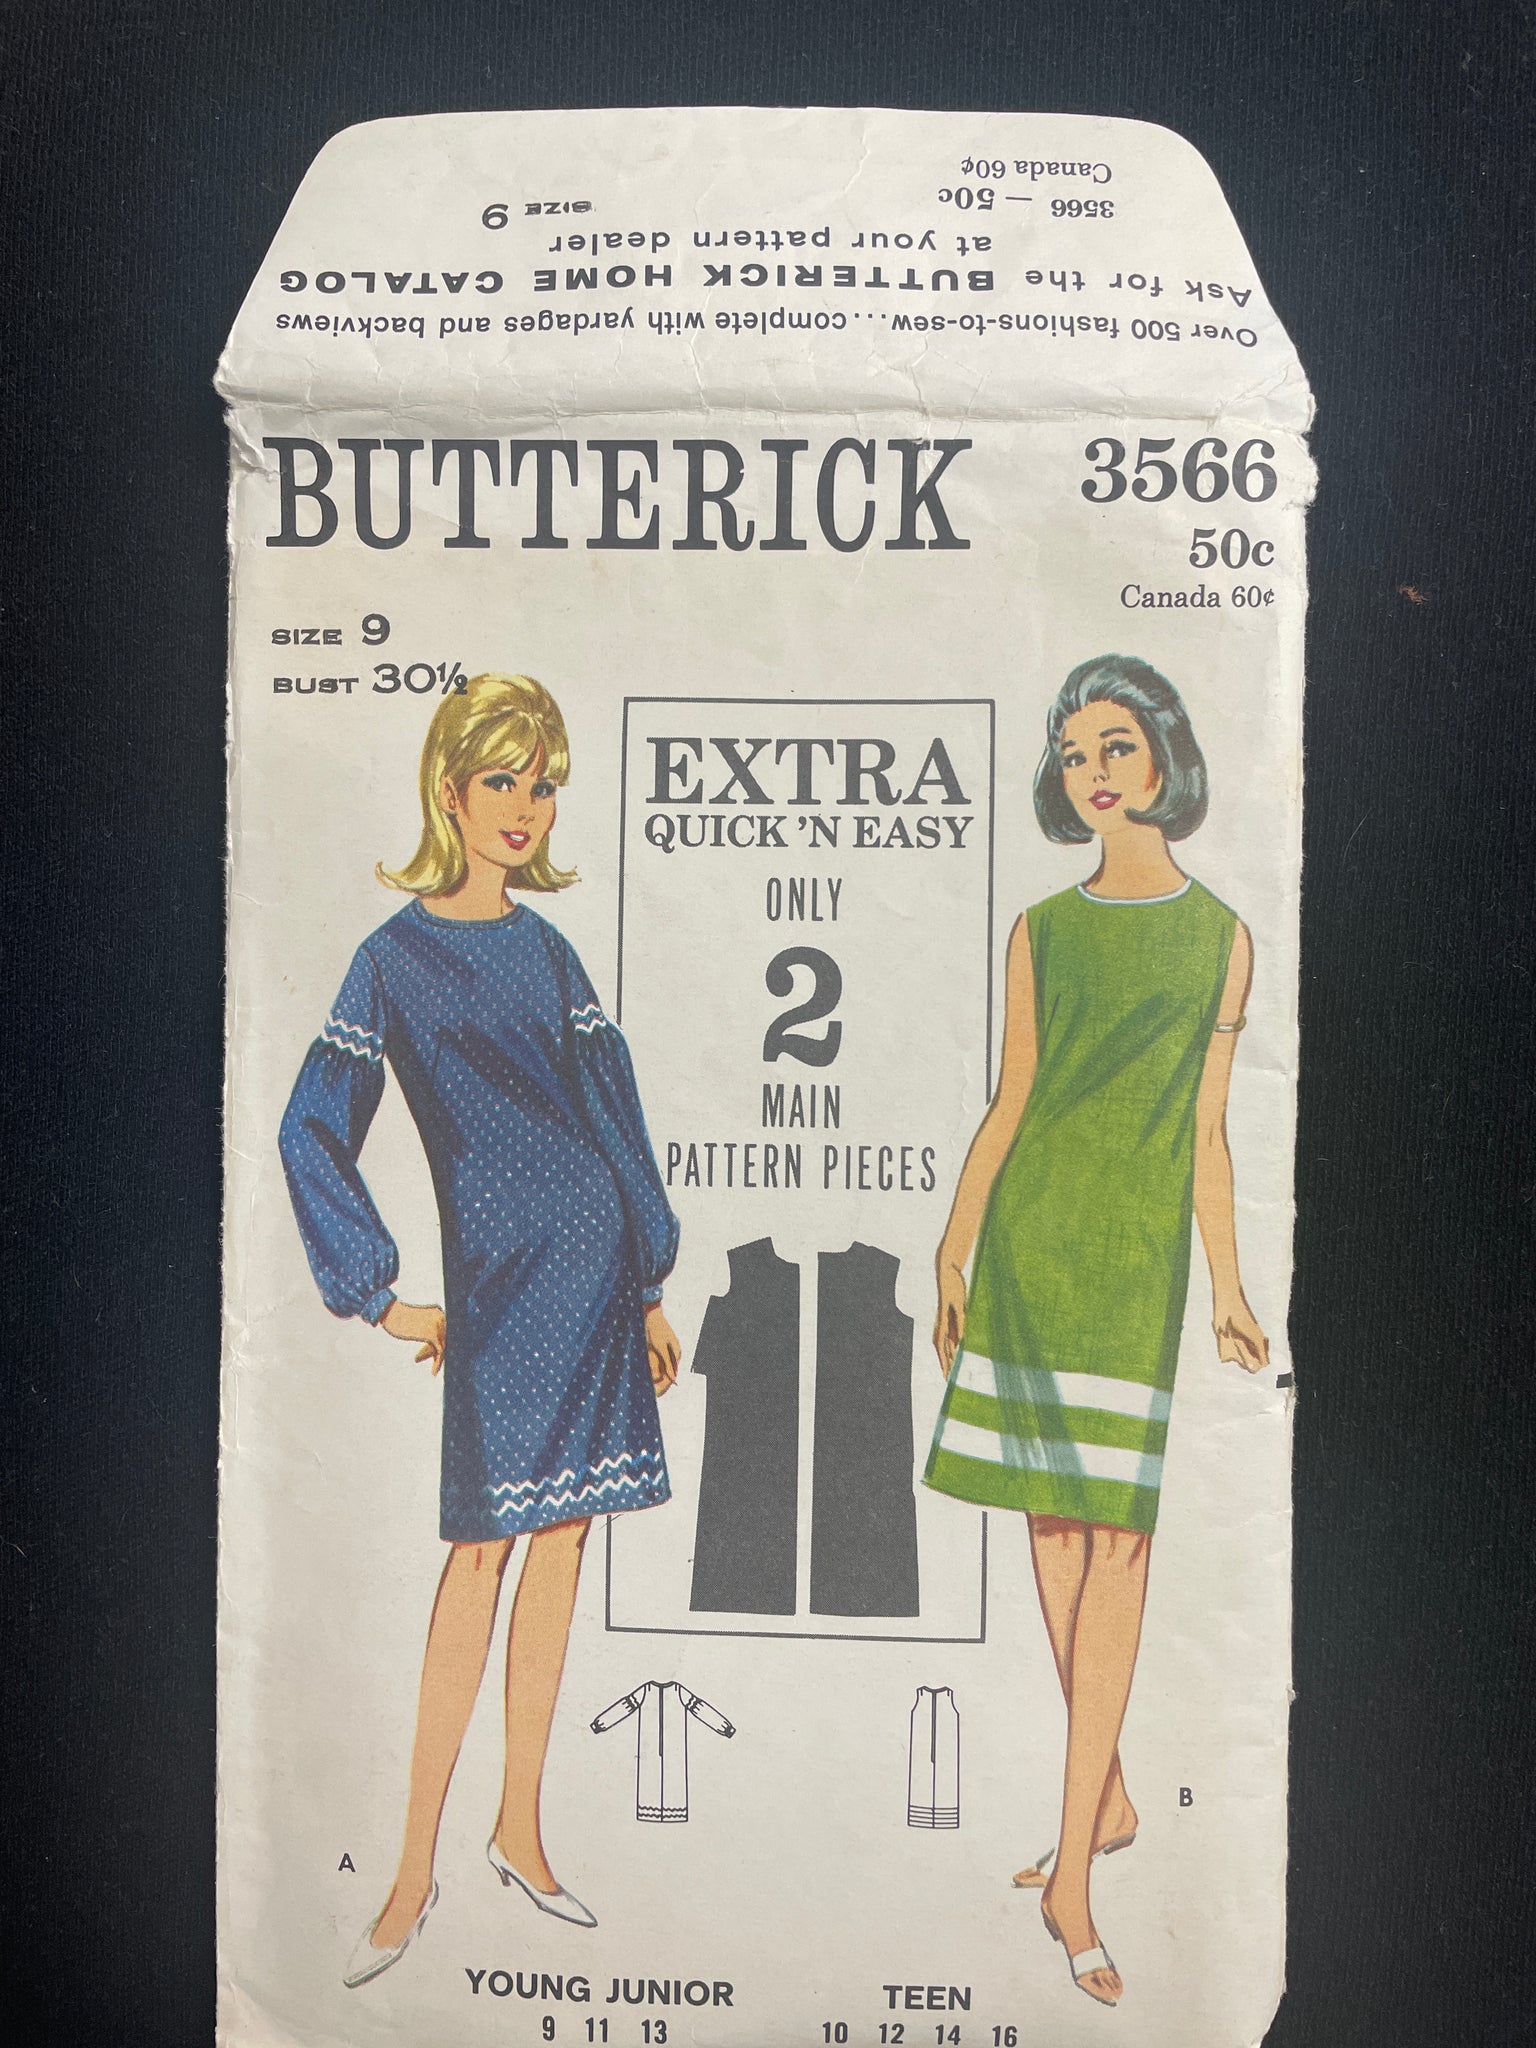 Over 500 fashions-to-sew...complete with yardages and backviews
Ask for the BUTTERICK HOME CATALOG
at your pattern dealer
3566 — 50c SIZE 9
Canada 60¢
BUTTERICK 3566
50c
Canada 60¢
SIZE 9
BUST 30½
EXTRA
QUICK 'N EASY
ONLY
2
MAIN
PATTERN PIECES
A
B
YOUNG JUNIOR TEEN
9 11 13 10 12 14 16